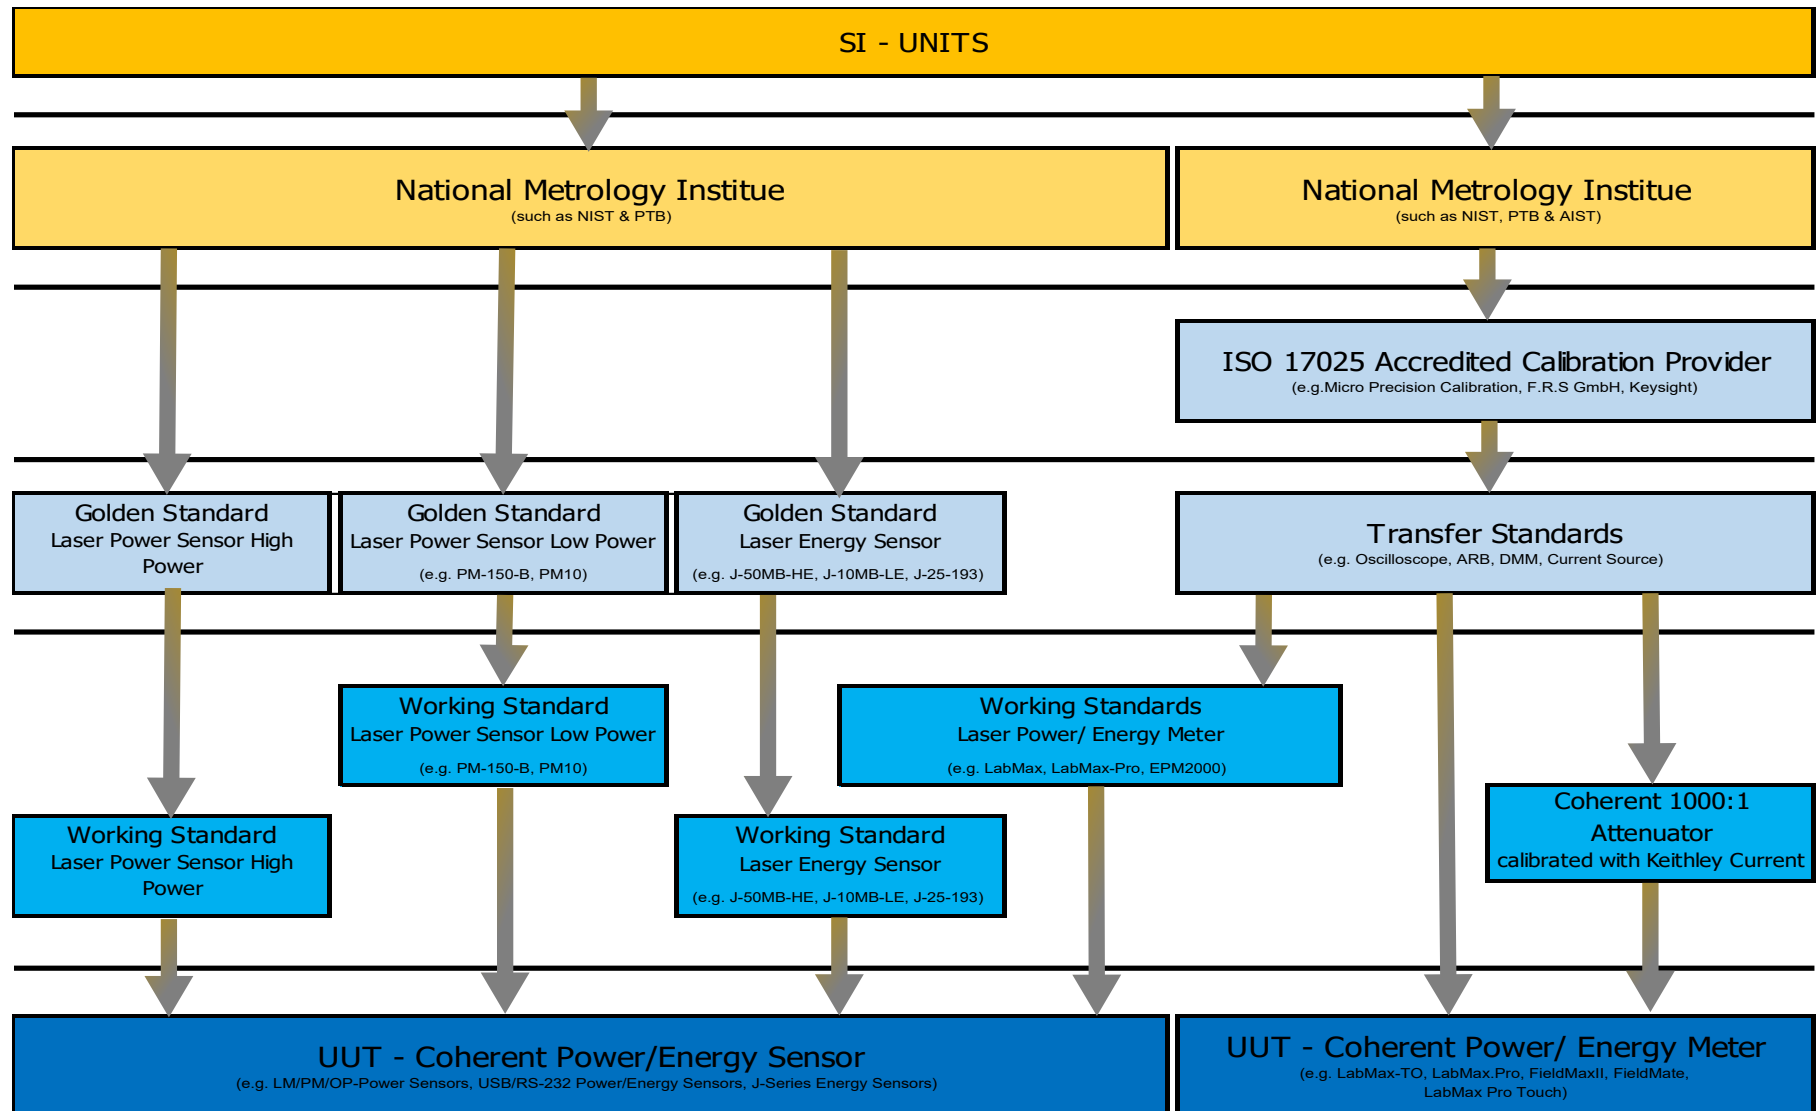 SI - UNITS
National Metrology Institue
(such as NIST & PTB)
National Metrology Institue
(such as NIST, PTB & AIST)
ISO 17025 Accredited Calibration Provider
(e.g.Micro Precision Calibration, F.R.S GmbH, Keysight)
Golden Standard
Laser Power Sensor High
Power
Golden Standard
Laser Power Sensor Low Power
(e.g. PM-150-B, PM10)
Golden Standard
Laser Energy Sensor
(e.g. J-50MB-HE, J-10MB-LE, J-25-193)
Transfer Standards
(e.g. Oscilloscope, ARB, DMM, Current Source)
Working Standard
Laser Power Sensor Low Power
(e.g. PM-150-B, PM10)
Working Standards
Laser Power/ Energy Meter
(e.g. LabMax, LabMax-Pro, EPM2000)
Working Standard
Laser Power Sensor High
Power
Working Standard
Laser Energy Sensor
(e.g. J-50MB-HE, J-10MB-LE, J-25-193)
Coherent 1000:1
Attenuator
calibrated with Keithley Current
UUT - Coherent Power/Energy Sensor
(e.g. LM/PM/OP-Power Sensors, USB/RS-232 Power/Energy Sensors, J-Series Energy Sensors)
UUT - Coherent Power/ Energy Meter
(e.g. LabMax-TO, LabMax.Pro, FieldMaxII, FieldMate,
LabMax Pro Touch)